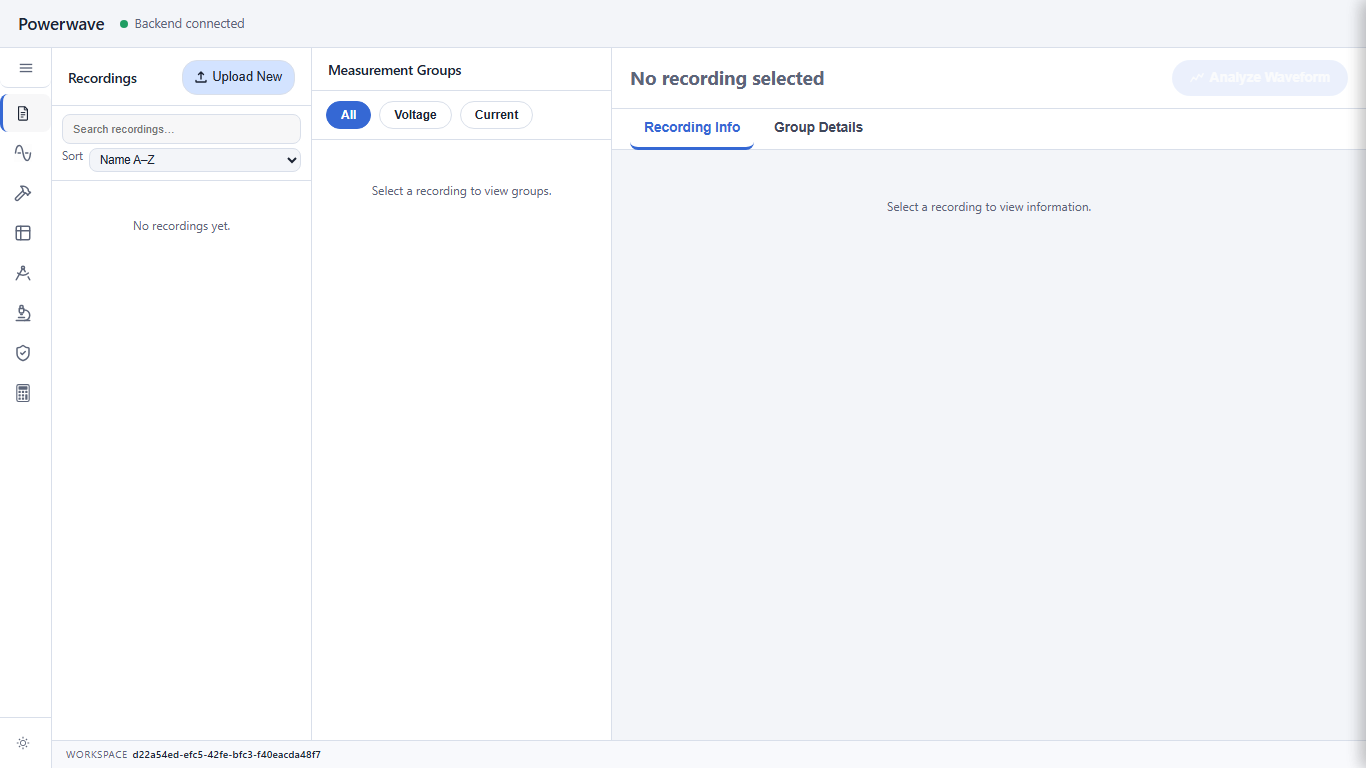 Powerwave
Backend connected
Recordings
Upload New
Search recordings...
Sort
Name A–Z
No recordings yet.
Measurement Groups
All
Voltage
Current
Select a recording to view groups.
No recording selected
Analyze Waveform
Recording Info
Group Details
Select a recording to view information.
WORKSPACE d22a54ed-efc5-42fe-bfc3-f40eacda48f7